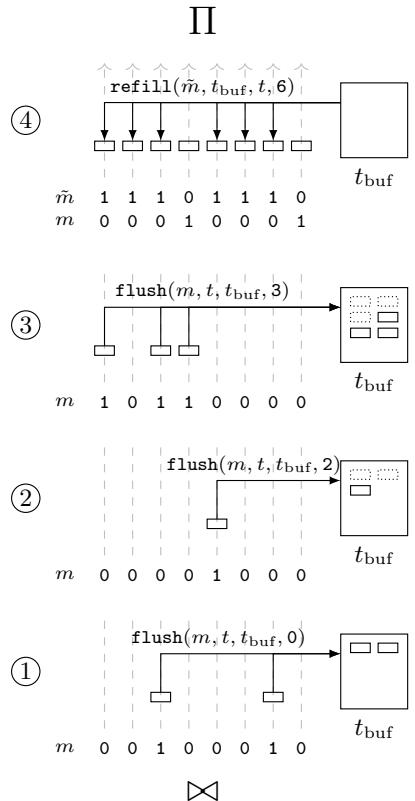 Π
refill(m̃, t_buf, t, 6)
④
t_buf
m̃ 1 1 1 0 1 1 1 0
m 0 0 0 1 0 0 0 1
flush(m, t, t_buf, 3)
③
t_buf
m 1 0 1 1 0 0 0 0
flush(m, t, t_buf, 2)
②
t_buf
m 0 0 0 0 1 0 0 0
flush(m, t, t_buf, 0)
①
t_buf
m 0 0 1 0 0 0 1 0
⋈